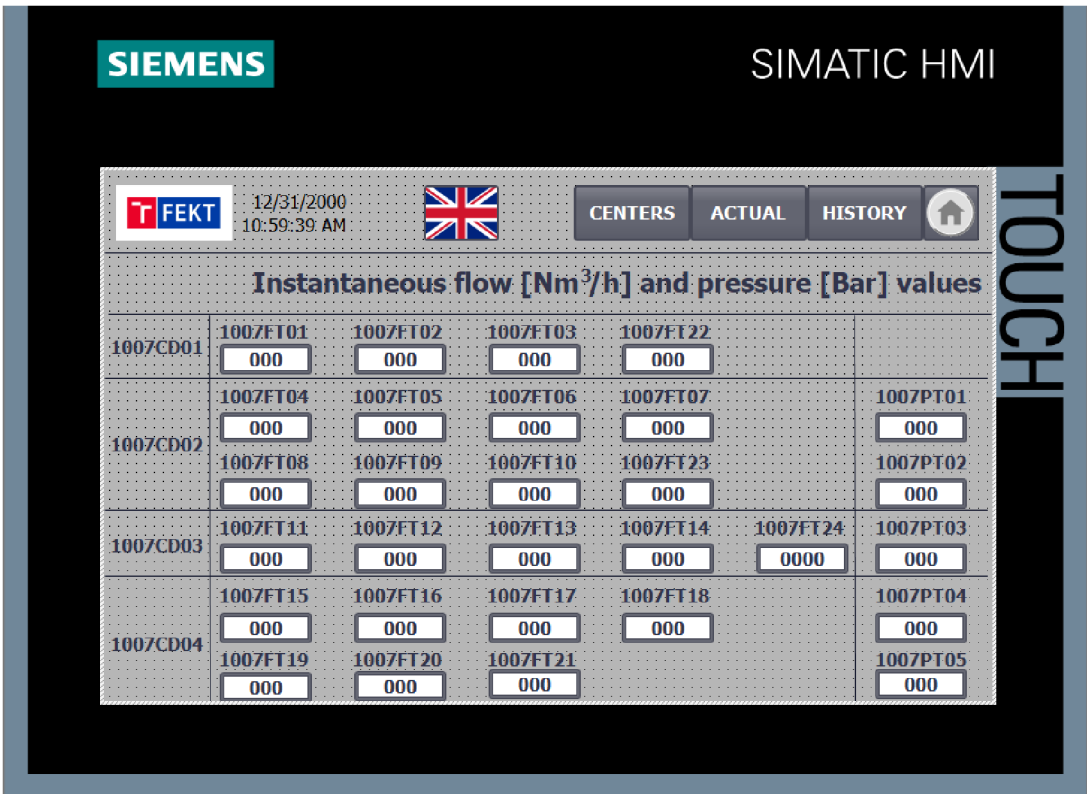 SIEMENS
SIMATIC HMI
TOUCH
T FEKT
12/31/2000
10:59:39 AM
CENTERS ACTUAL HISTORY
Instantaneous flow [Nm³/h] and pressure [Bar] values
1007CD01
1007FT01 1007FT02 1007FT03 1007FT22
000 000 000 000
1007CD02
1007FT04 1007FT05 1007FT06 1007FT07 1007PT01
000 000 000 000 000
1007FT08 1007FT09 1007FT10 1007FT23 1007PT02
000 000 000 000 000
1007CD03
1007FT11 1007FT12 1007FT13 1007FT14 1007FT24 1007PT03
000 000 000 000 0000 000
1007CD04
1007FT15 1007FT16 1007FT17 1007FT18 1007PT04
000 000 000 000 000
1007FT19 1007FT20 1007FT21 1007PT05
000 000 000 000